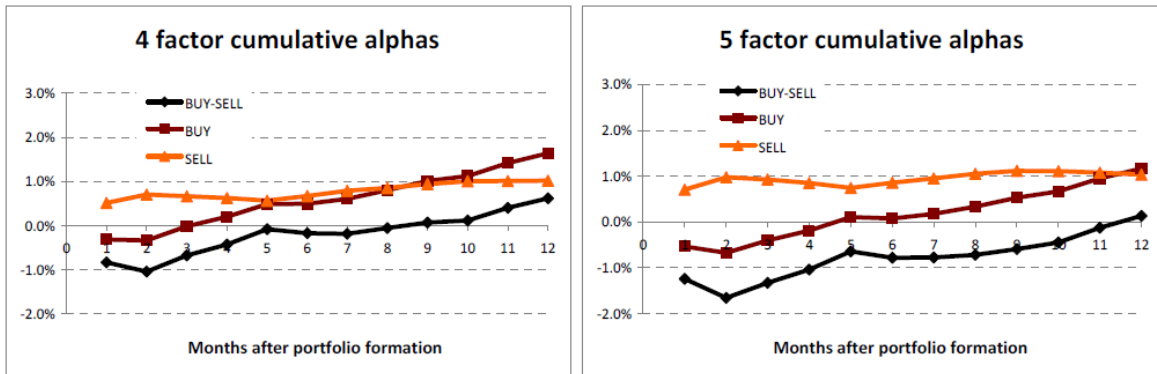 4 factor cumulative alphas
3.0%
2.0%
1.0%
0.0%
-1.0%
-2.0%
BUY-SELL
BUY
SELL
0 1 2 3 4 5 6 7 8 9 10 11 12
Months after portfolio formation
5 factor cumulative alphas
3.0%
2.0%
1.0%
0.0%
-1.0%
-2.0%
BUY-SELL
BUY
SELL
0 1 2 3 4 5 6 7 8 9 10 11 12
Months after portfolio formation